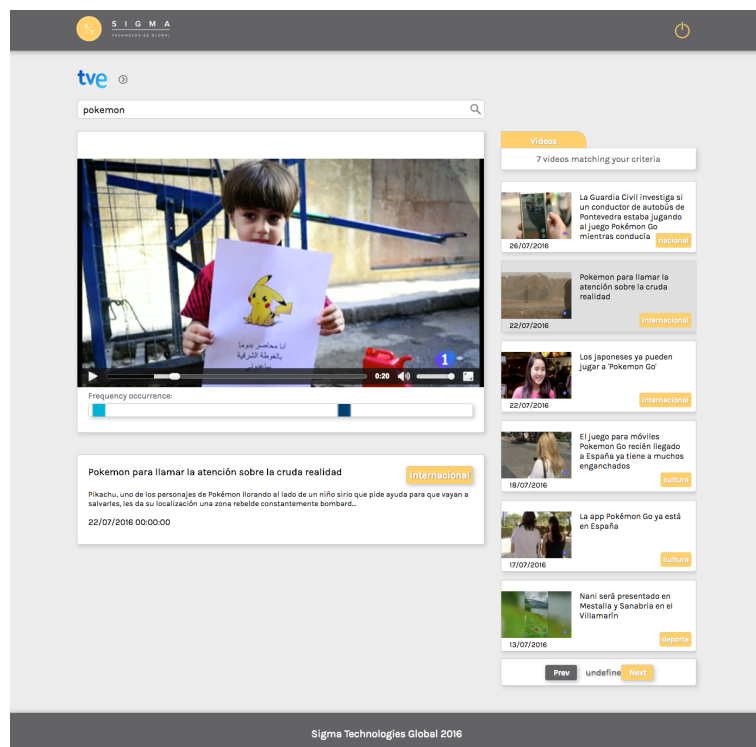 S T
S I G M A
TECHNOLOGIES GLOBAL
tve
pokemon
انا محاصر بدوما
بالغوطة الشرقية
1
0:20
Frequency occurrence:
Pokemon para llamar la atención sobre la cruda realidad
internacional
Pikachu, uno de los personajes de Pokémon llorando al lado de un niño sirio que pide ayuda para que vayan a
salvarles, les da su localización una zona rebelde constantemente bombard...
22/07/2016 00:00:00
Videos
7 videos matching your criteria
La Guardia Civil investiga si
un conductor de autobús de
Pontevedra estaba jugando
al juego Pokémon Go
mientras conducía
nacional
26/07/2016
Pokemon para llamar la
atención sobre la cruda
realidad
internacional
22/07/2016
Los japoneses ya pueden
jugar a 'Pokemon Go'
internacional
22/07/2016
El juego para móviles
Pokemon Go recién llegado
a España ya tiene a muchos
enganchados
cultura
18/07/2016
La app Pokémon Go ya está
en España
cultura
17/07/2016
Nani será presentado en
Mestalla y Sanabria en el
Villamarín
deporte
13/07/2016
Prev undefine Next
Sigma Technologies Global 2016